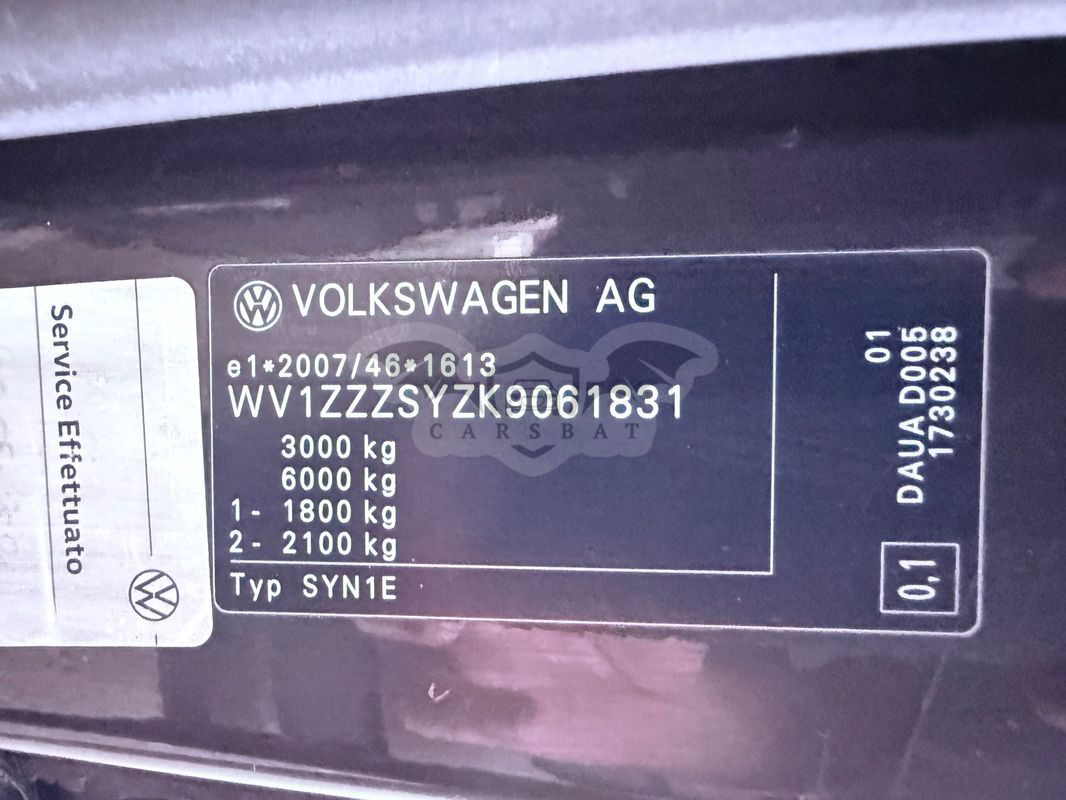 Service Effettuato
VOLKSWAGEN AG
e1*2007/46*1613
WV1ZZZSYZK9061831
3000 kg
6000 kg
1- 1800 kg
2- 2100 kg
Typ SYN1E
01
DAUA D005
1730238
0,1
CARSBAT